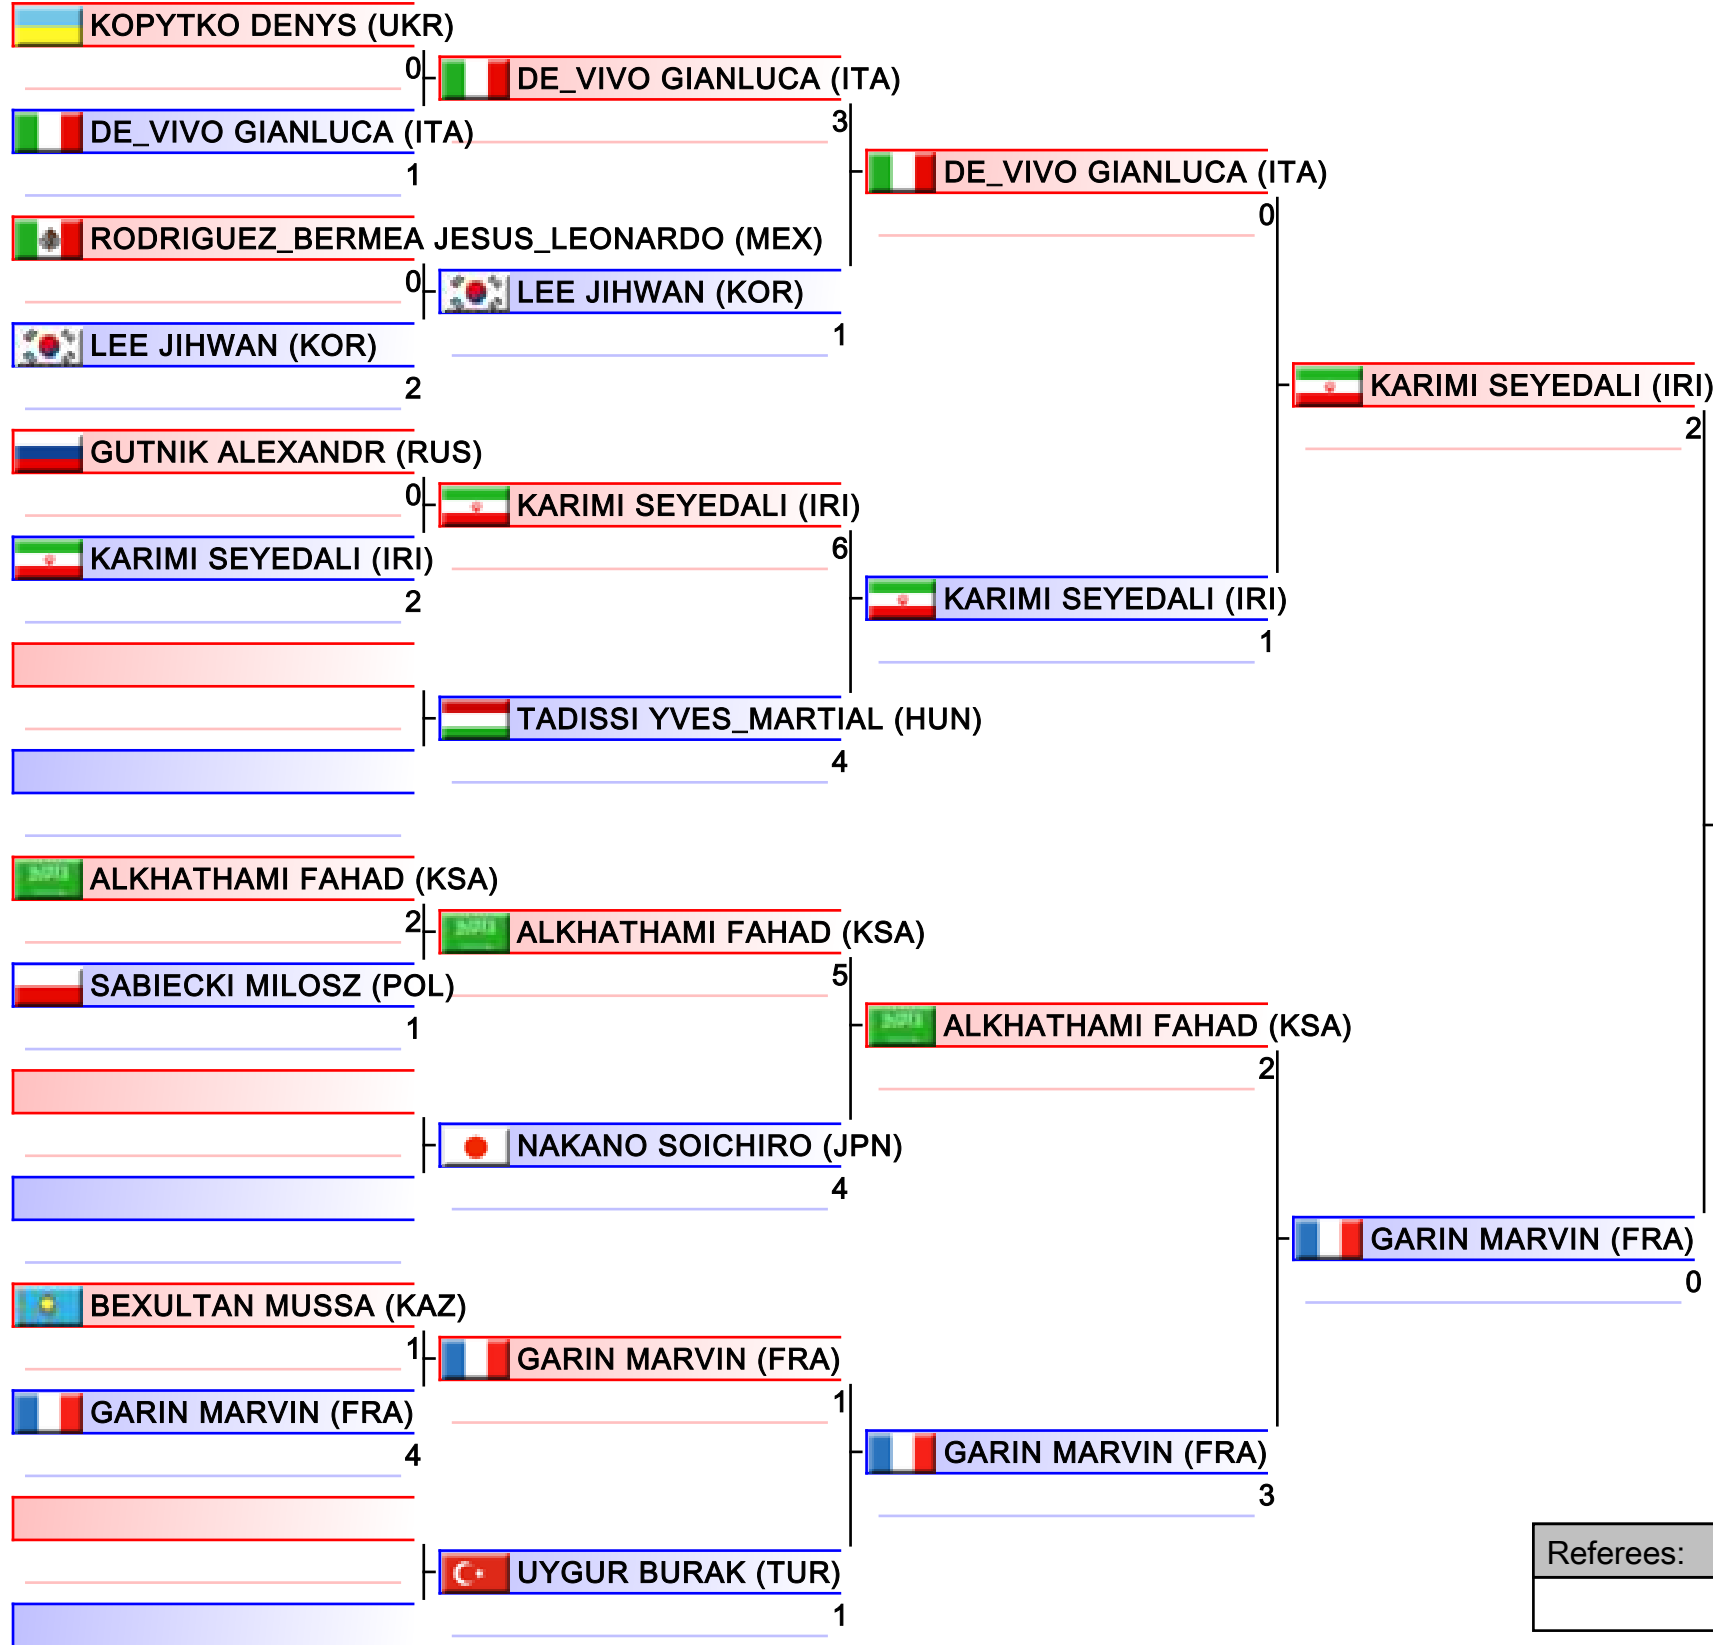 KOPYTKO DENYS (UKR)
0
DE_VIVO GIANLUCA (ITA)
1
RODRIGUEZ_BERMEA JESUS_LEONARDO (MEX)
0
LEE JIHWAN (KOR)
2
GUTNIK ALEXANDR (RUS)
0
KARIMI SEYEDALI (IRI)
2
ALKHATHAMI FAHAD (KSA)
2
SABIECKI MILOSZ (POL)
1
BEXULTAN MUSSA (KAZ)
1
GARIN MARVIN (FRA)
4
DE_VIVO GIANLUCA (ITA)
3
LEE JIHWAN (KOR)
1
KARIMI SEYEDALI (IRI)
6
TADISSI YVES_MARTIAL (HUN)
4
ALKHATHAMI FAHAD (KSA)
5
NAKANO SOICHIRO (JPN)
4
GARIN MARVIN (FRA)
1
UYGUR BURAK (TUR)
1
DE_VIVO GIANLUCA (ITA)
0
KARIMI SEYEDALI (IRI)
1
ALKHATHAMI FAHAD (KSA)
2
GARIN MARVIN (FRA)
3
KARIMI SEYEDALI (IRI)
2
GARIN MARVIN (FRA)
0
Referees: